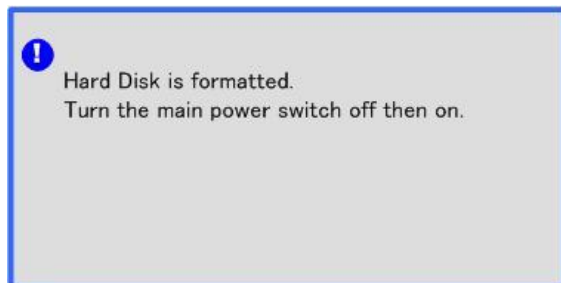 Hard Disk is formatted.
Turn the main power switch off then on.